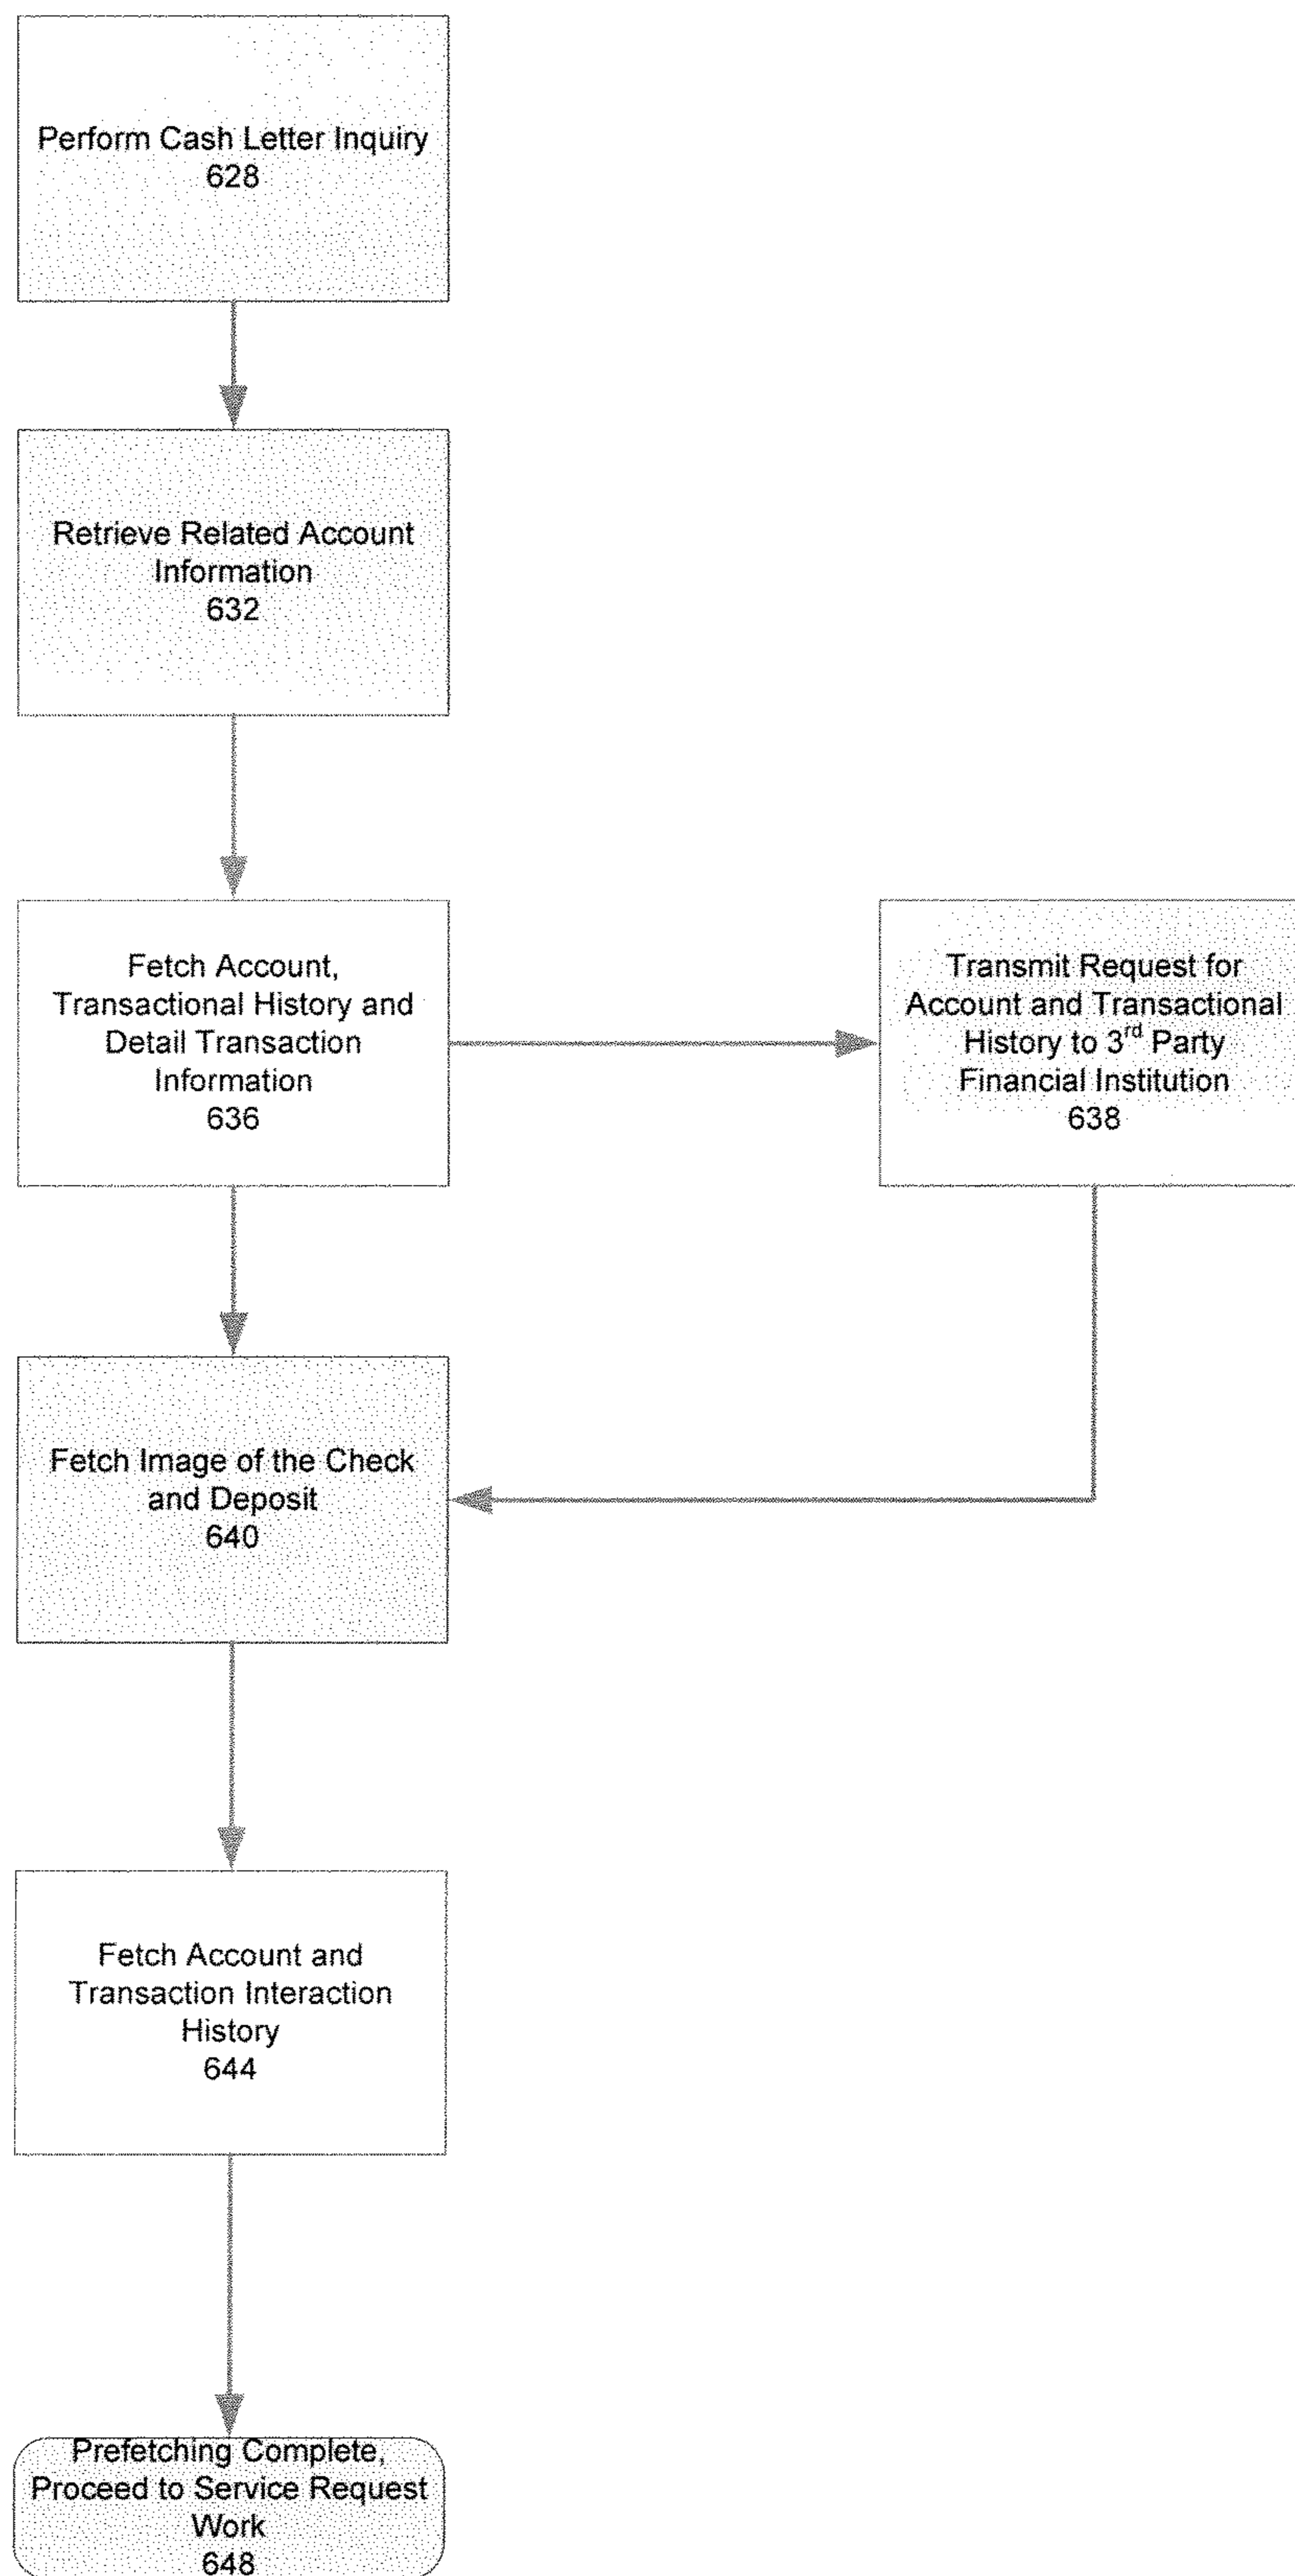 Perform Cash Letter Inquiry
628
Retrieve Related Account
Information
632
Fetch Account,
Transactional History and
Detail Transaction
Information
636
Transmit Request for
Account and Transactional
History to 3rd Party
Financial Institution
638
Fetch Image of the Check
and Deposit
640
Fetch Account and
Transaction Interaction
History
644
Prefetching Complete,
Proceed to Service Request
Work
648